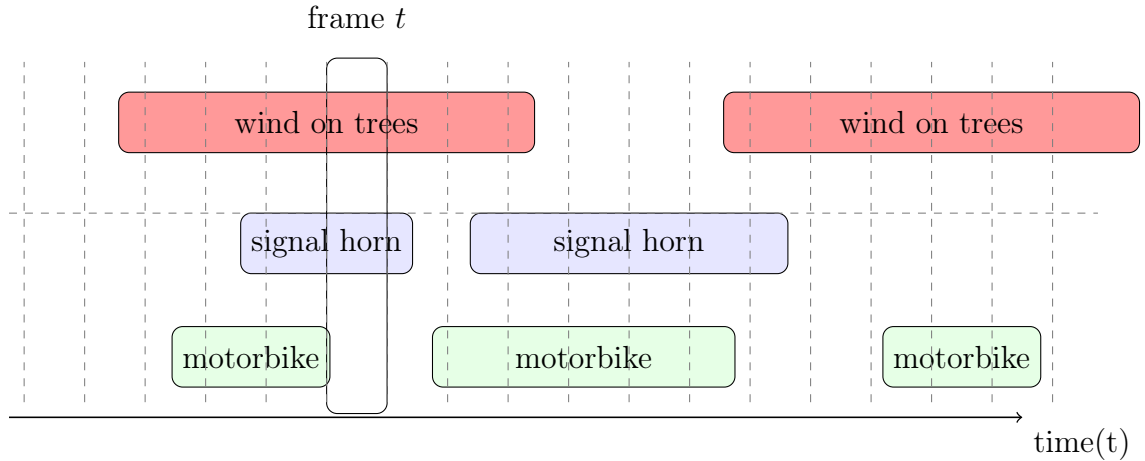 frame t
wind on trees
wind on trees
signal horn
signal horn
motorbike
motorbike
motorbike
time(t)